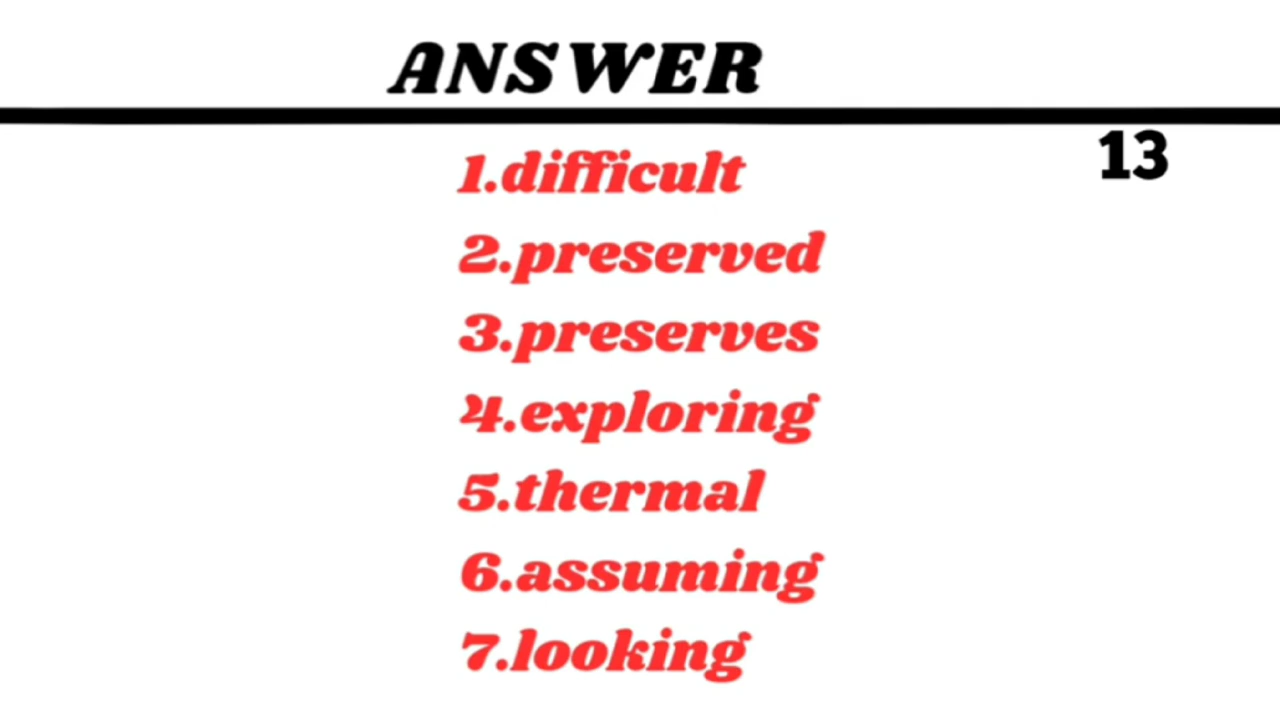 ANSWER
13
1.difficult
2.preserved
3.preserves
4.exploring
5.thermal
6.assuming
7.looking